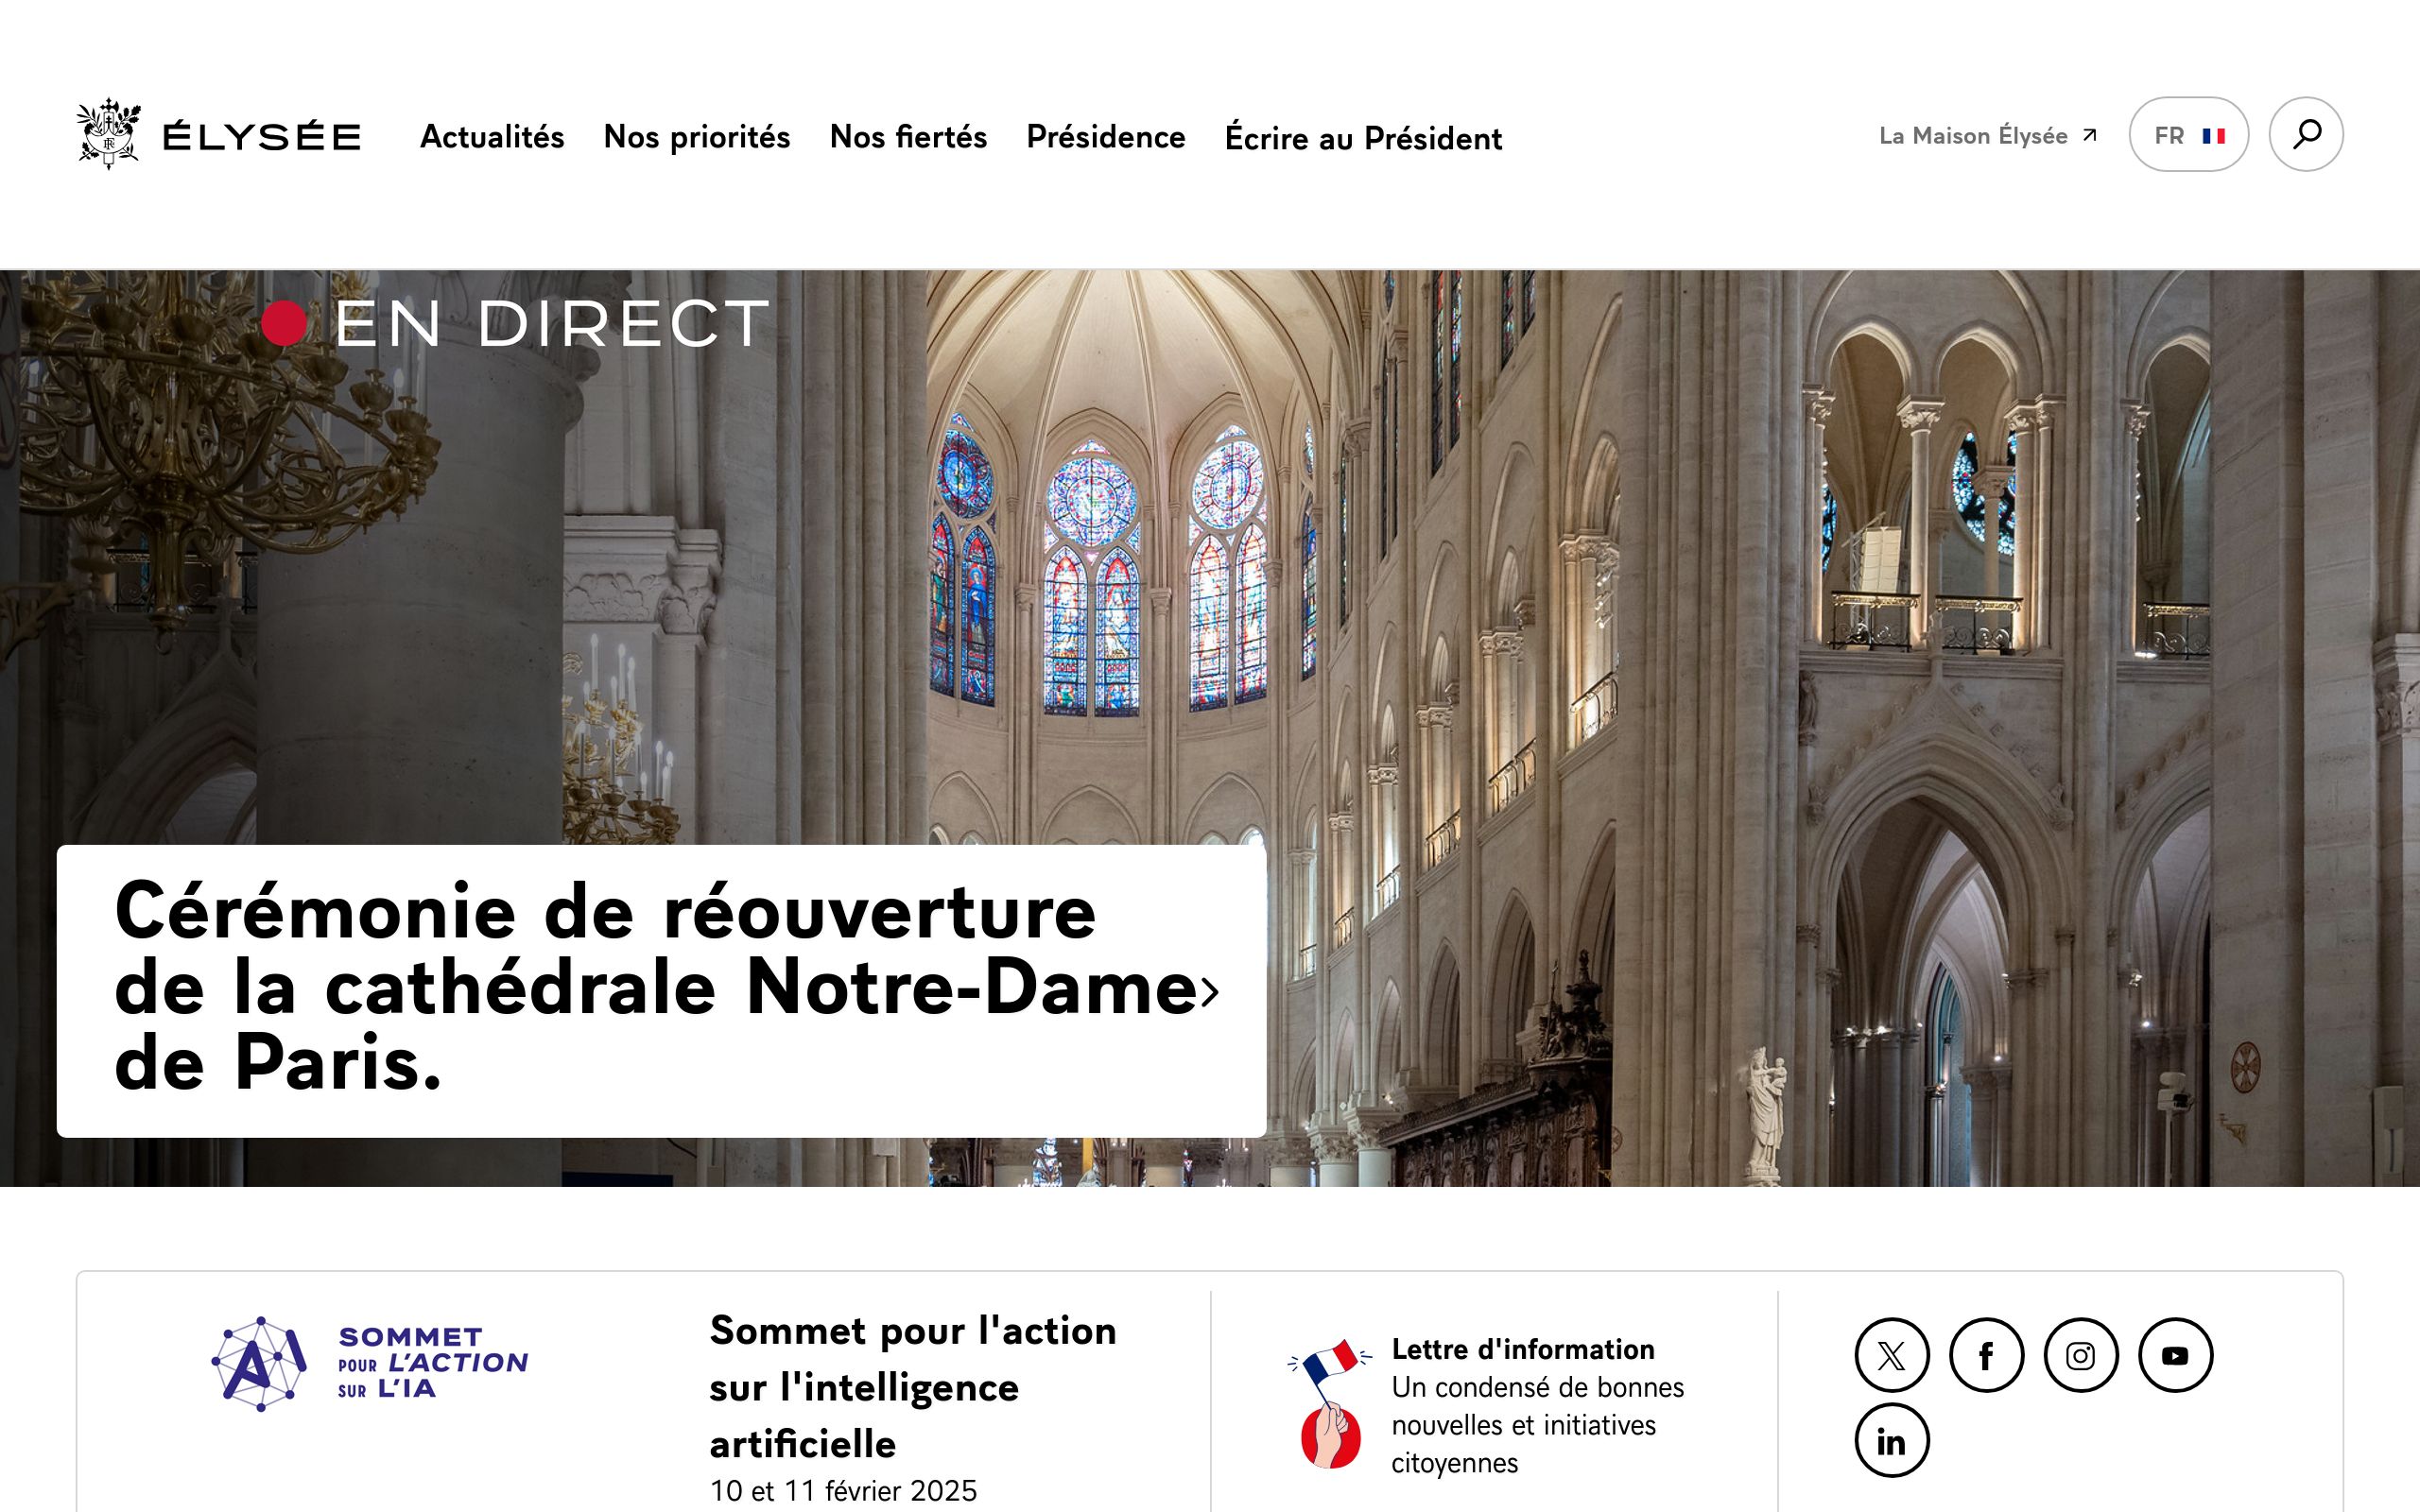 ÉLYSÉE
Actualités
Nos priorités
Nos fiertés
Présidence
Écrire au Président
La Maison Élysée
FR
EN DIRECT
Cérémonie de réouverture
de la cathédrale Notre-Dame
de Paris.
SOMMET
POUR L'ACTION
SUR L'IA
Sommet pour l'action
sur l'intelligence
artificielle
10 et 11 février 2025
Lettre d'information
Un condensé de bonnes
nouvelles et initiatives
citoyennes